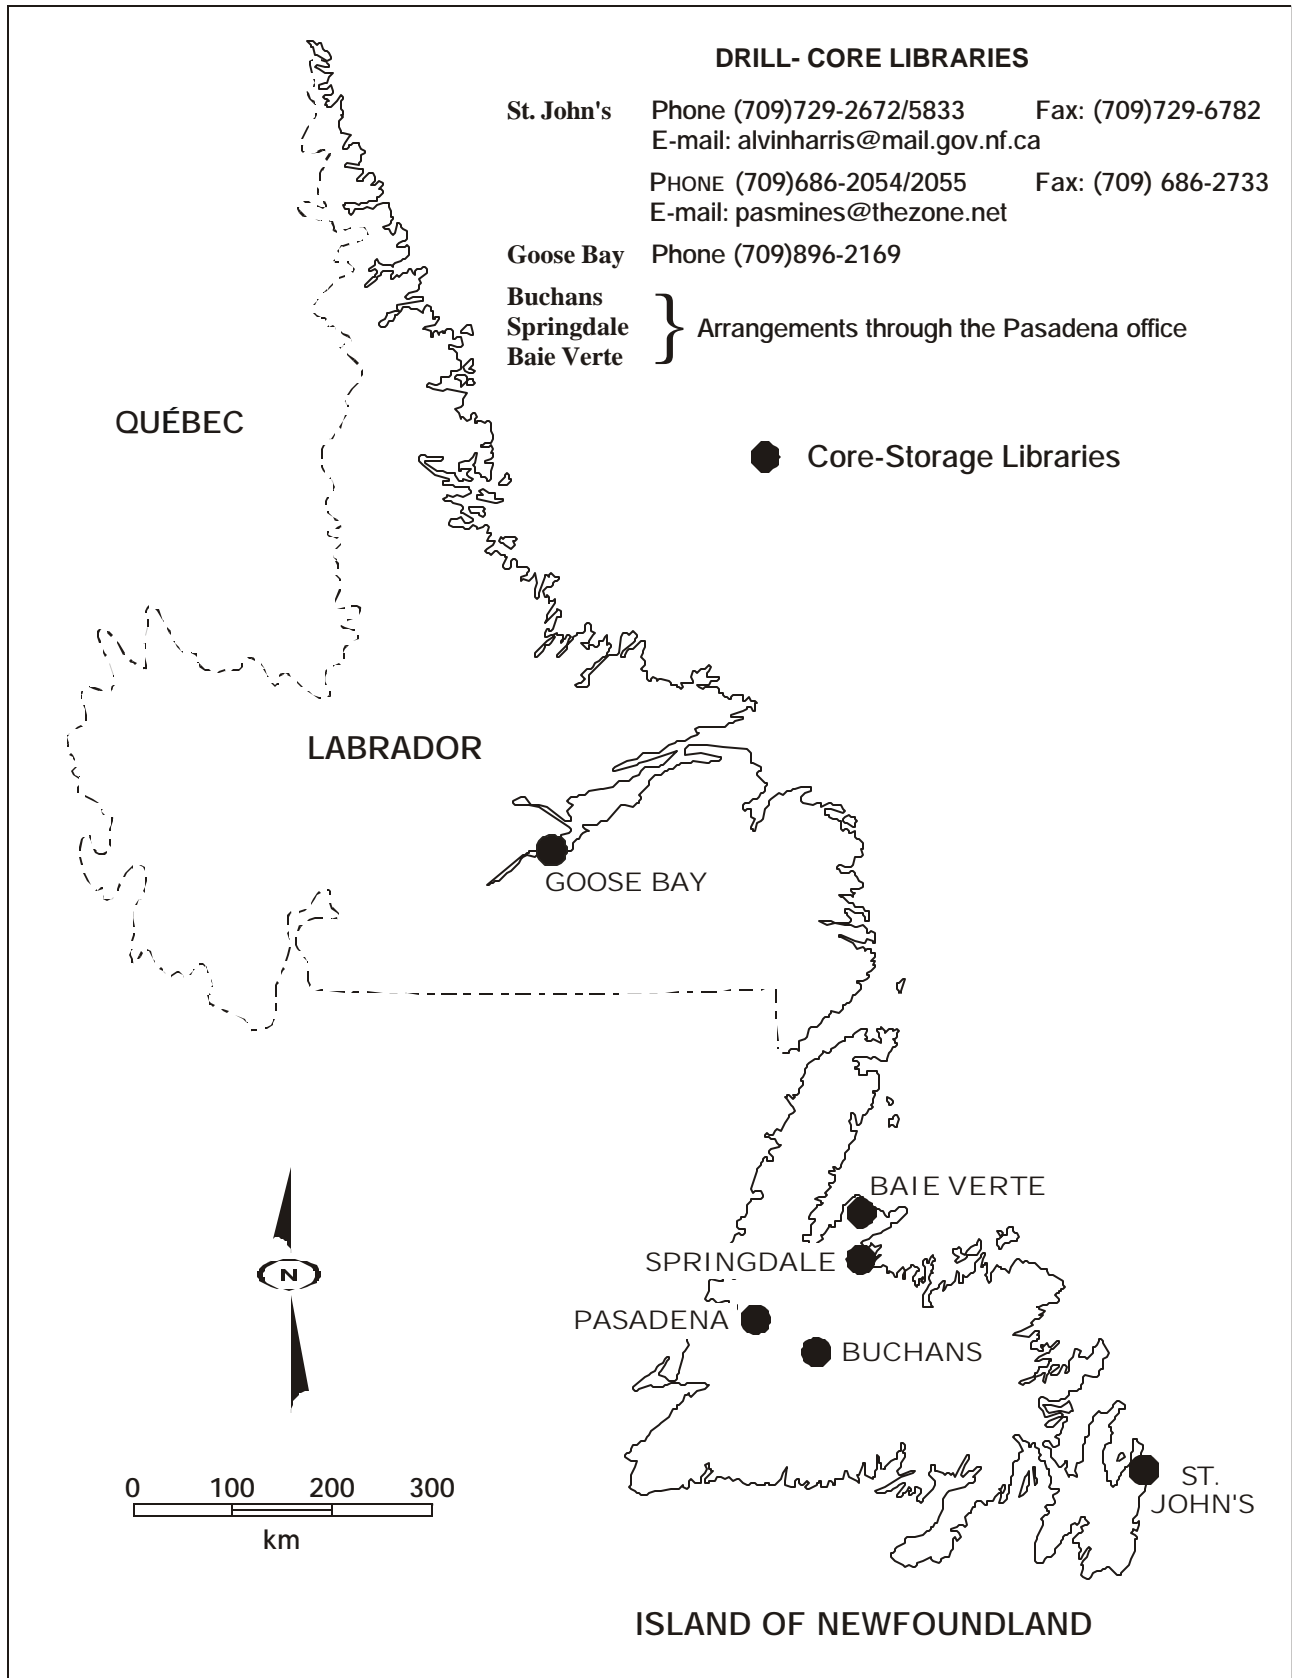 DRILL- CORE LIBRARIES
St. John's Phone (709)729-2672/5833 Fax: (709)729-6782
E-mail: alvinharris@mail.gov.nf.ca
PHONE (709)686-2054/2055 Fax: (709) 686-2733
E-mail: pasmines@thezone.net
Goose Bay Phone (709)896-2169
Buchans
Springdale } Arrangements through the Pasadena office
Baie Verte
QUÉBEC
Core-Storage Libraries
LABRADOR
GOOSE BAY
BAIE VERTE
SPRINGDALE
PASADENA
BUCHANS
N
0 100 200 300
km
ST.
JOHN'S
ISLAND OF NEWFOUNDLAND